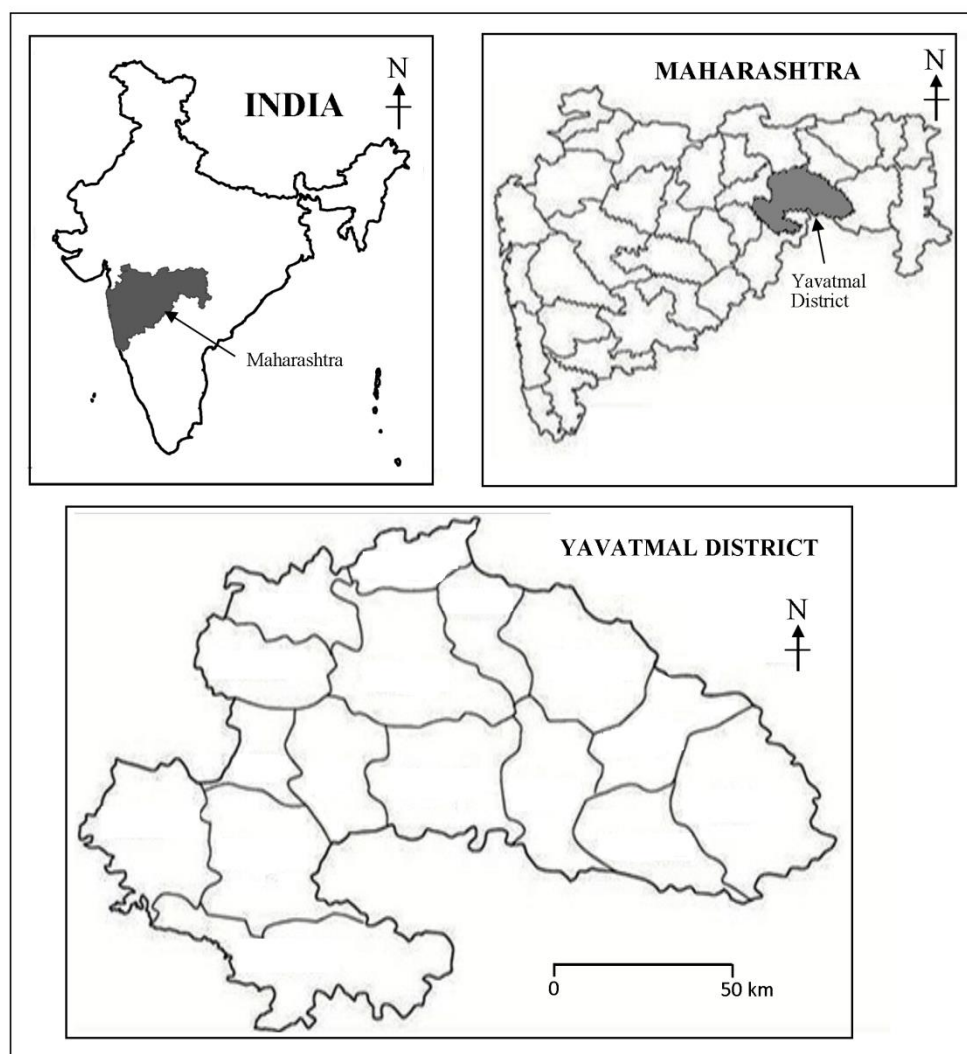 INDIA
N
Maharashtra
MAHARASHTRA
N
Yavatmal
District
YAVATMAL DISTRICT
N
0
50 km